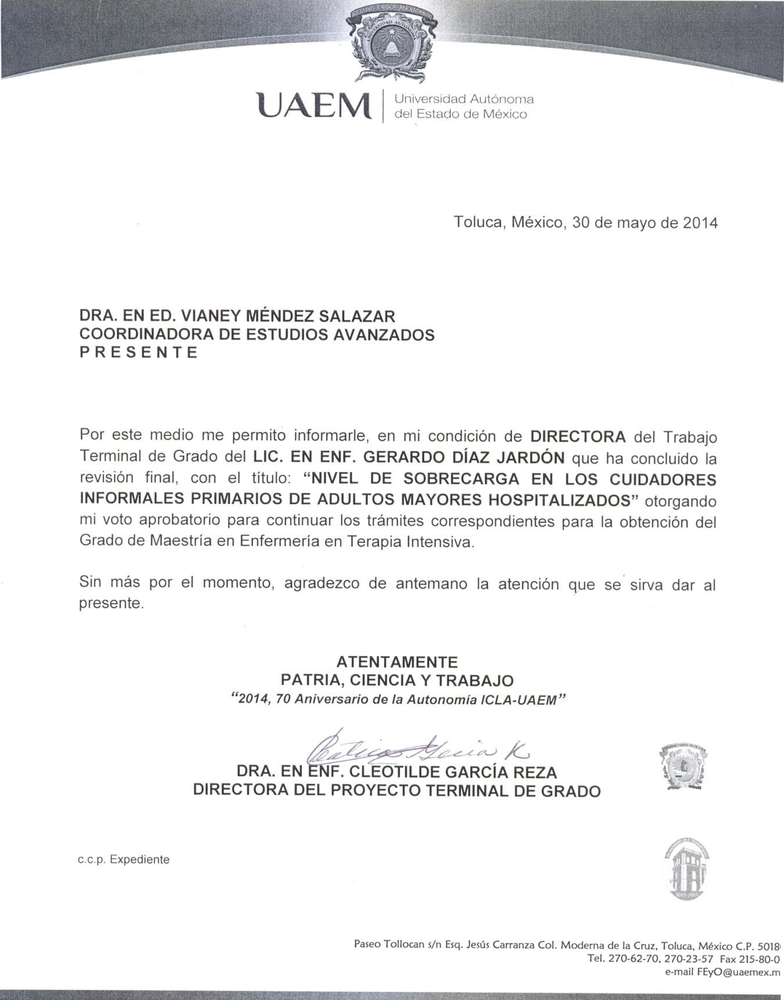 ESTADOS UNIDOS MEXICANOS
UNIVERSIDAD AUTONOMA
UAEM
Universidad Autónoma
del Estado de México
Toluca, México, 30 de mayo de 2014
DRA. EN ED. VIANEY MÉNDEZ SALAZAR
COORDINADORA DE ESTUDIOS AVANZADOS
P R E S E N T E
Por este medio me permito informarle, en mi condición de DIRECTORA del Trabajo
Terminal de Grado del LIC. EN ENF. GERARDO DÍAZ JARDÓN que ha concluido la
revisión final, con el título: “NIVEL DE SOBRECARGA EN LOS CUIDADORES
INFORMALES PRIMARIOS DE ADULTOS MAYORES HOSPITALIZADOS” otorgando
mi voto aprobatorio para continuar los trámites correspondientes para la obtención del
Grado de Maestría en Enfermería en Terapia Intensiva.
Sin más por el momento, agradezco de antemano la atención que se sirva dar al
presente.
ATENTAMENTE
PATRIA, CIENCIA Y TRABAJO
“2014, 70 Aniversario de la Autonomía ICLA-UAEM”
DRA. EN ENF. CLEOTILDE GARCÍA REZA
DIRECTORA DEL PROYECTO TERMINAL DE GRADO
c.c.p. Expediente
Paseo Tollocan s/n Esq. Jesús Carranza Col. Moderna de la Cruz, Toluca, México C.P. 5018
Tel. 270-62-70, 270-23-57 Fax 215-80-0
e-mail FEyO@uaemex.m